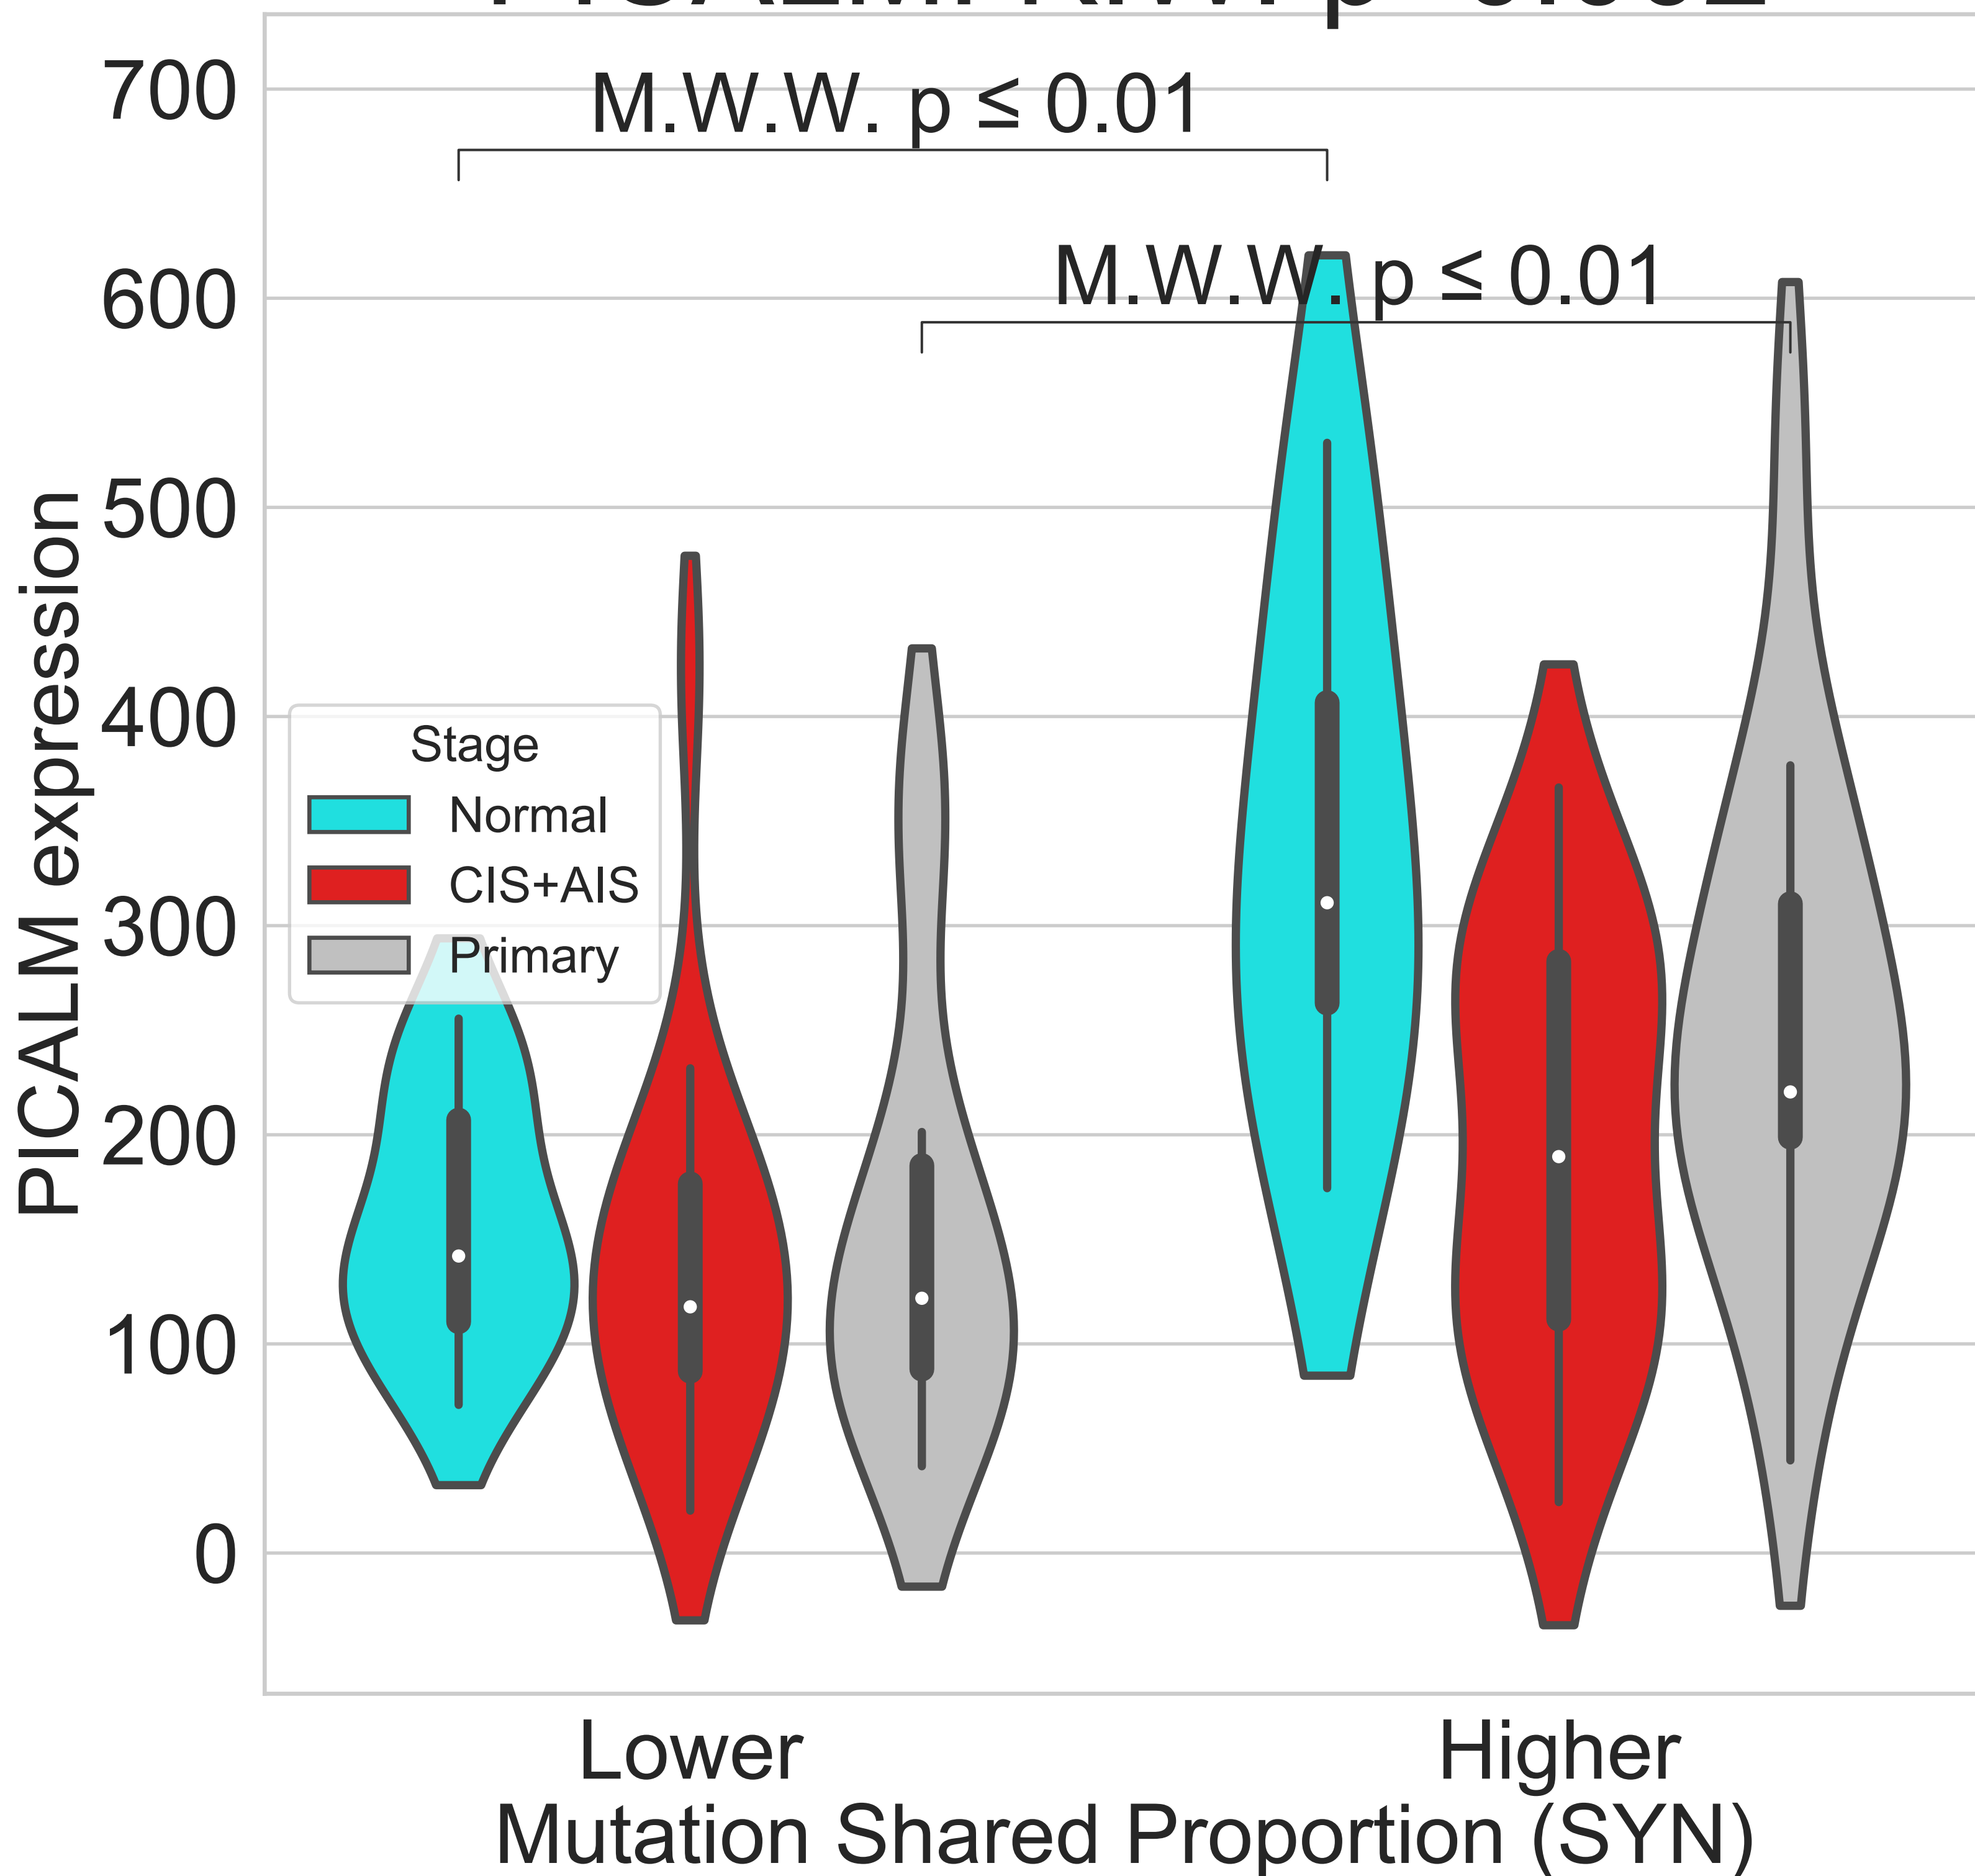 M.W.W. p ≤ 0.01
M.W.W. p ≤ 0.01
700
600
500
400
300
200
100
0
PICALM expression
Stage
Normal
CIS+AIS
Primary
Lower
Higher
Mutation Shared Proportion (SYN)